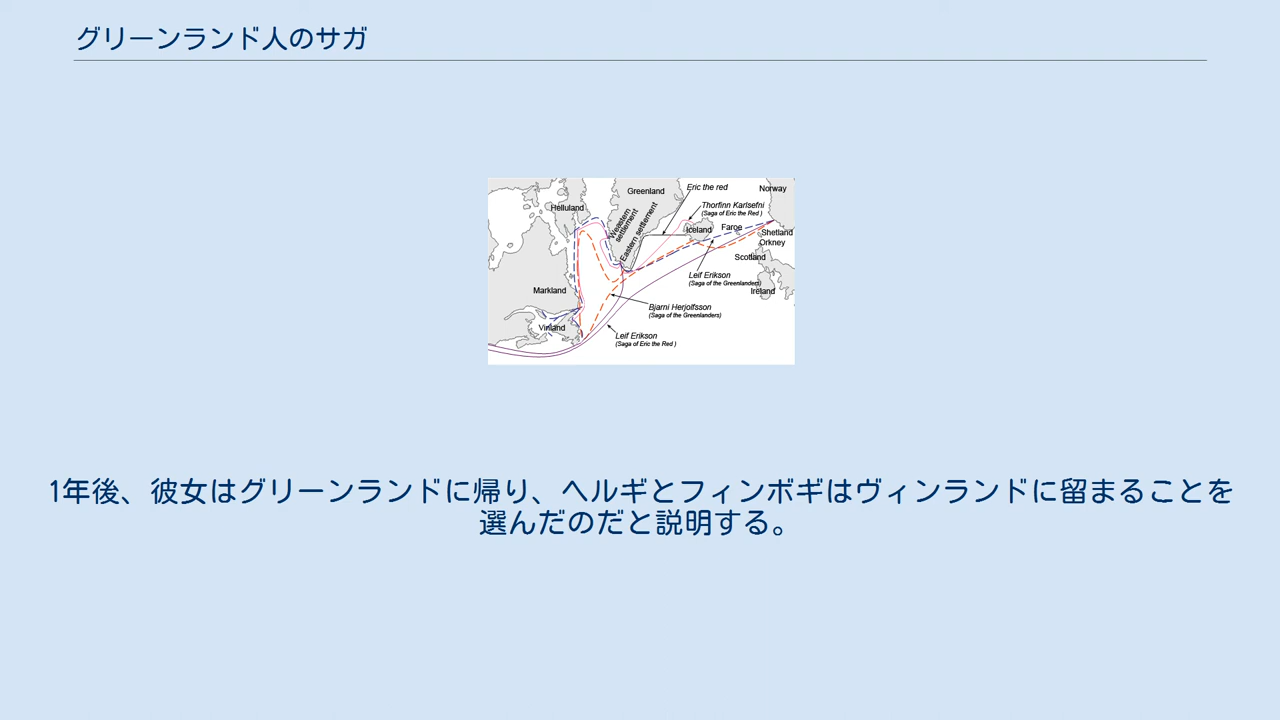 グリーンランド人のサガ
Greenland
Eric the red
Norway
Helluland
Thorfinn Karlsefni
(Saga of Eric the Red )
Western
settlement
Eastern settlement
Iceland
Faroe
Shetland
Orkney
Scotland
Leif Erikson
(Saga of the Greenlanders)
Ireland
Markland
Bjarni Herjolfsson
(Saga of the Greenlanders)
Vinland
Leif Erikson
(Saga of Eric the Red )
1年後、彼女はグリーンランドに帰り、ヘルギとフィンボギはヴィンランドに留まることを
選んだのだと説明する。